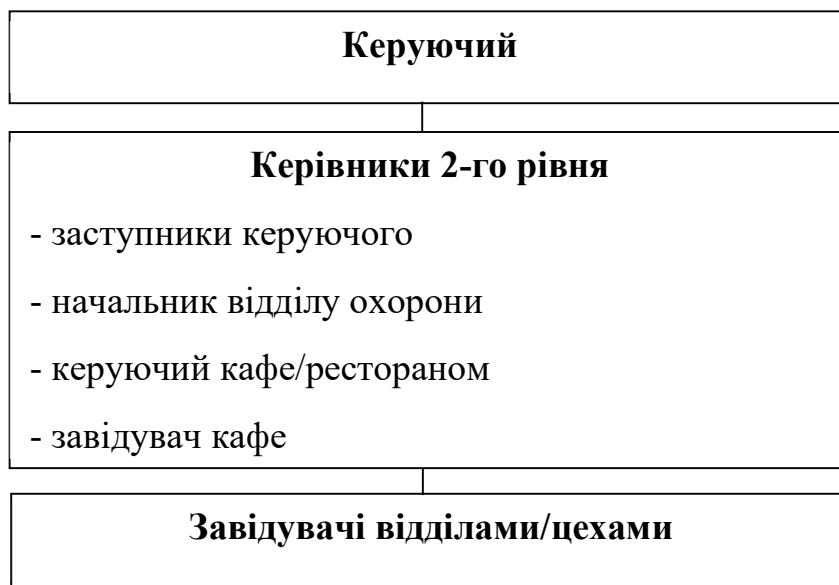 Керуючий
Керівники 2-го рівня
- заступники керуючого
- начальник відділу охорони
- керуючий кафе/рестораном
- завідувач кафе
Завідувачі відділами/цехами